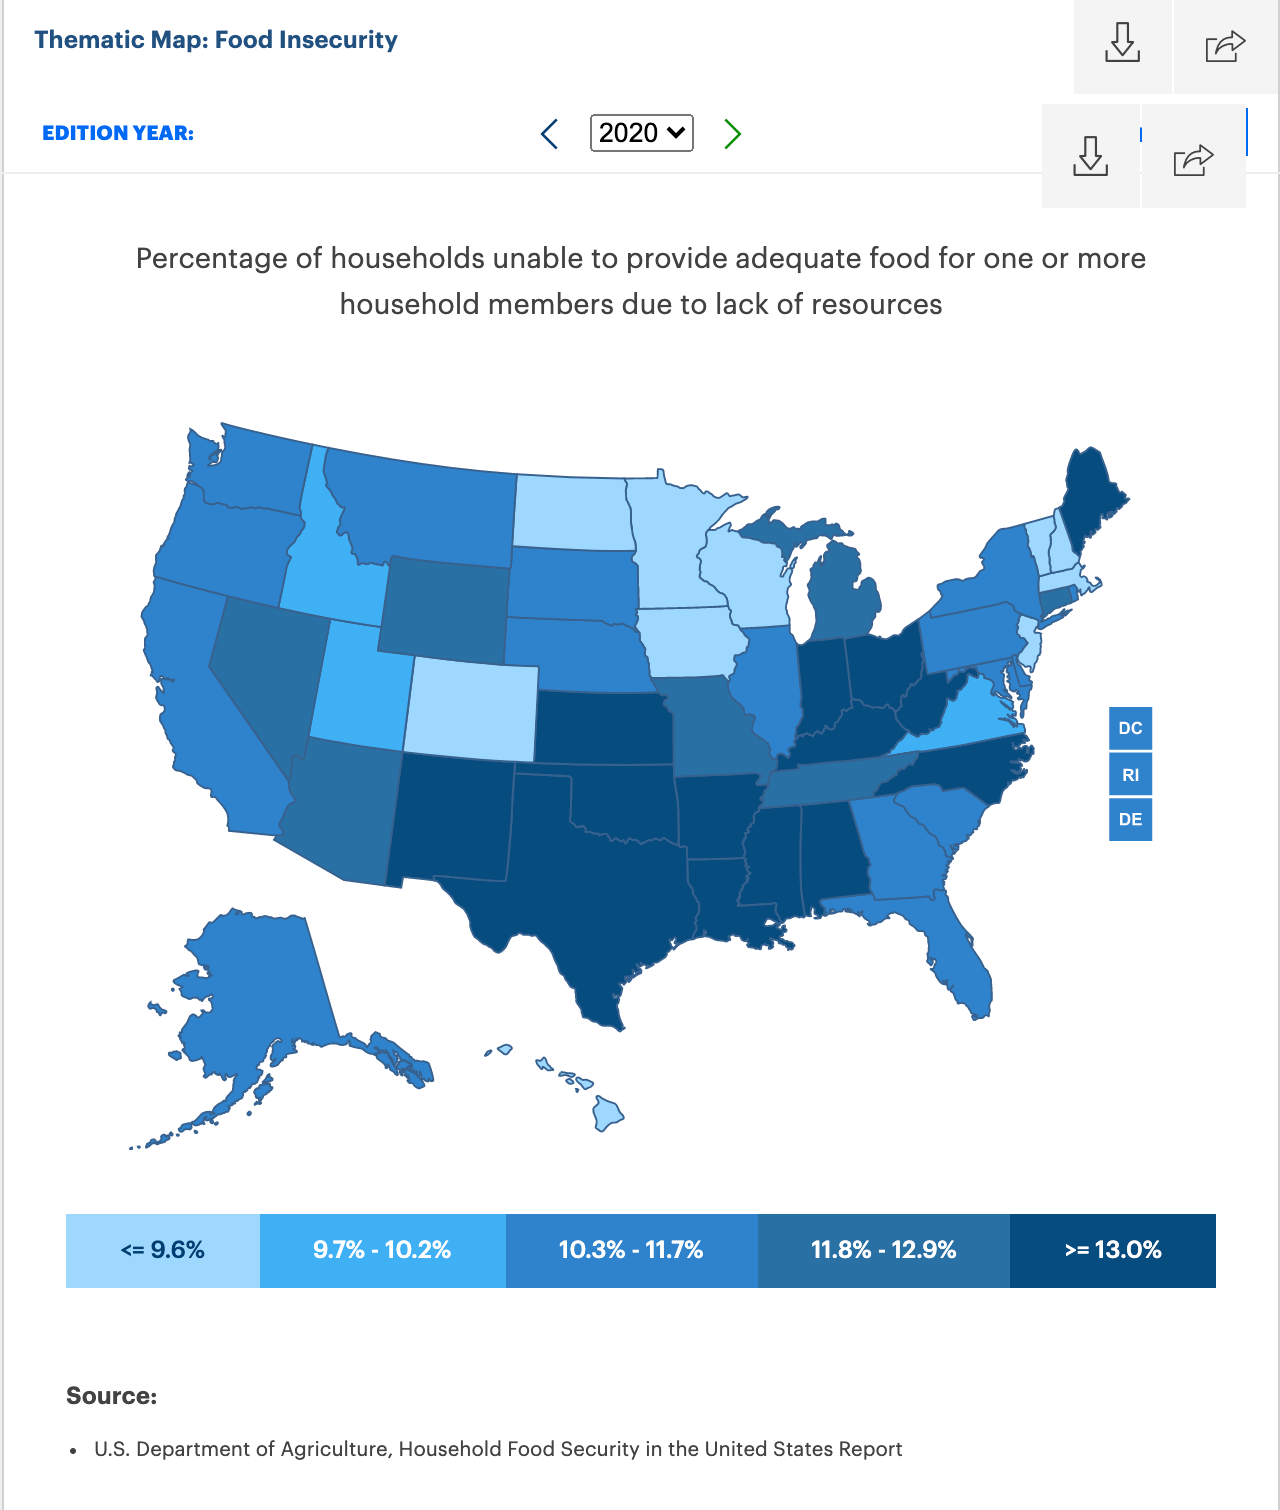 Thematic Map: Food Insecurity
EDITION YEAR:
2020
Percentage of households unable to provide adequate food for one or more
household members due to lack of resources
DC
RI
DE
<= 9.6%
9.7% - 10.2%
10.3% - 11.7%
11.8% - 12.9%
>= 13.0%
Source:
• U.S. Department of Agriculture, Household Food Security in the United States Report